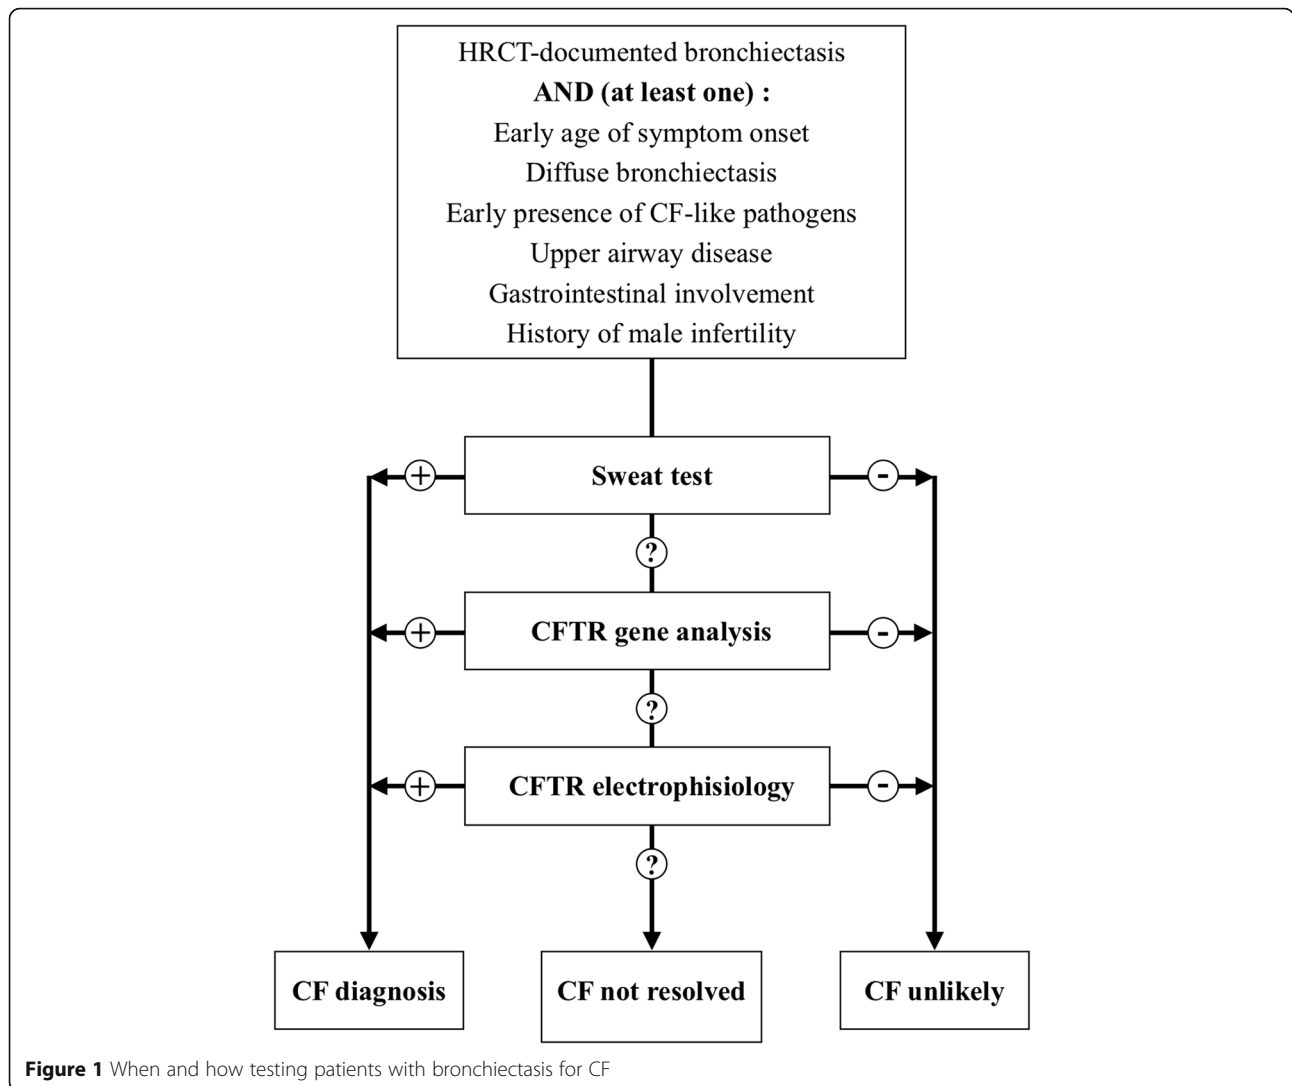 HRCT-documented bronchiectasis
AND (at least one) :
Early age of symptom onset
Diffuse bronchiectasis
Early presence of CF-like pathogens
Upper airway disease
Gastrointestinal involvement
History of male infertility
+ Sweat test -
?
+ CFTR gene analysis -
?
+ CFTR electrophisiology -
?
CF diagnosis
CF not resolved
CF unlikely
Figure 1 When and how testing patients with bronchiectasis for CF